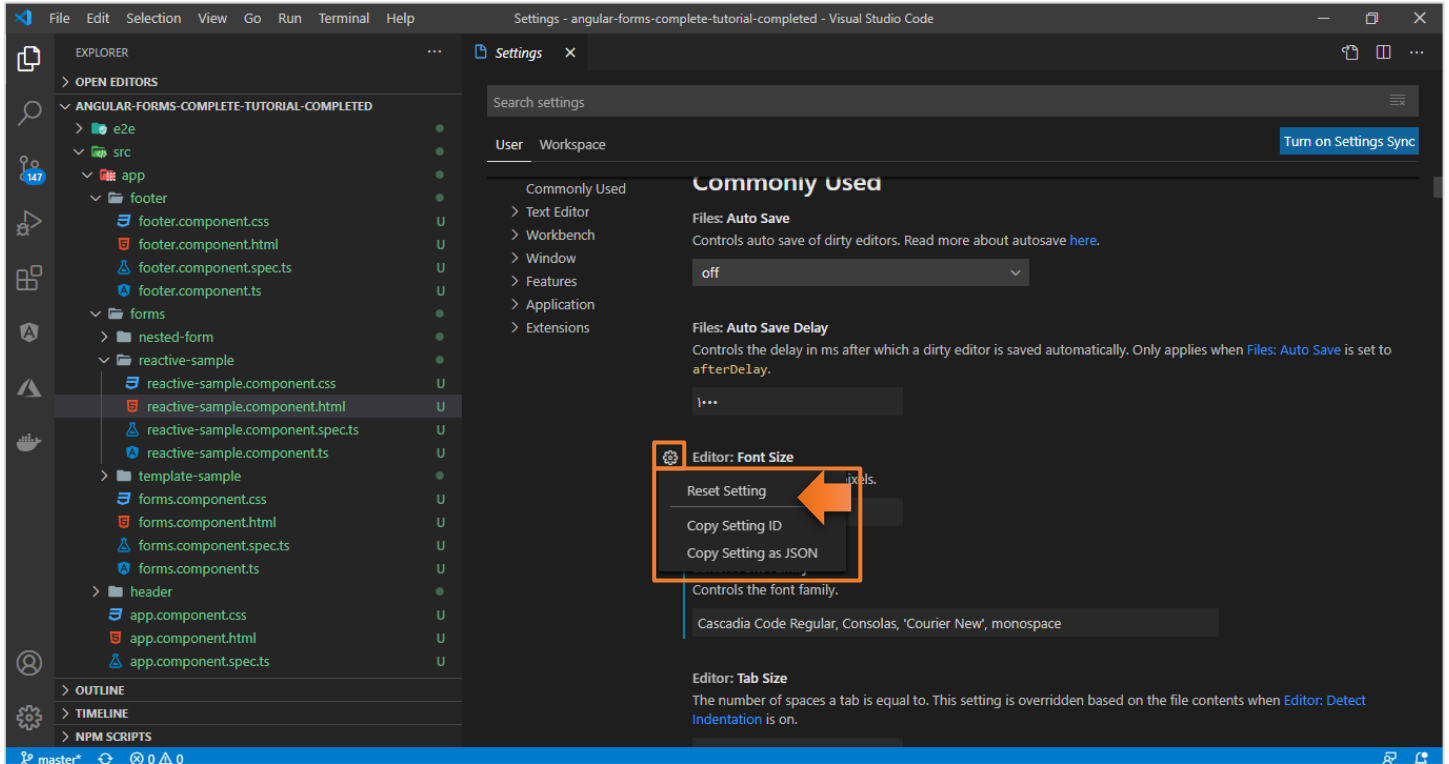 File Edit Selection View Go Run Terminal Help
Settings - angular-forms-complete-tutorial-completed - Visual Studio Code
EXPLORER
OPEN EDITORS
ANGULAR-FORMS-COMPLETE-TUTORIAL-COMPLETED
e2e
src
app
footer
footer.component.css U
footer.component.html U
footer.component.spec.ts U
footer.component.ts U
forms
nested-form
reactive-sample
reactive-sample.component.css U
reactive-sample.component.html U
reactive-sample.component.spec.ts U
reactive-sample.component.ts U
template-sample
forms.component.css U
forms.component.html U
forms.component.spec.ts U
forms.component.ts U
header
app.component.css U
app.component.html U
app.component.spec.ts U
OUTLINE
TIMELINE
NPM SCRIPTS
147
Settings
Search settings
User Workspace
Turn on Settings Sync
Commonly Used
Text Editor
Workbench
Window
Features
Application
Extensions
Commonly Used
Files: Auto Save
Controls auto save of dirty editors. Read more about autosave here.
off
Files: Auto Save Delay
Controls the delay in ms after which a dirty editor is saved automatically. Only applies when Files: Auto Save is set to
afterDelay.
۱۰۰۰
Editor: Font Size
Reset Setting
Copy Setting ID
Copy Setting as JSON
Controls the font family.
Cascadia Code Regular, Consolas, 'Courier New', monospace
Editor: Tab Size
The number of spaces a tab is equal to. This setting is overridden based on the file contents when Editor: Detect
Indentation is on.
master* 0 0